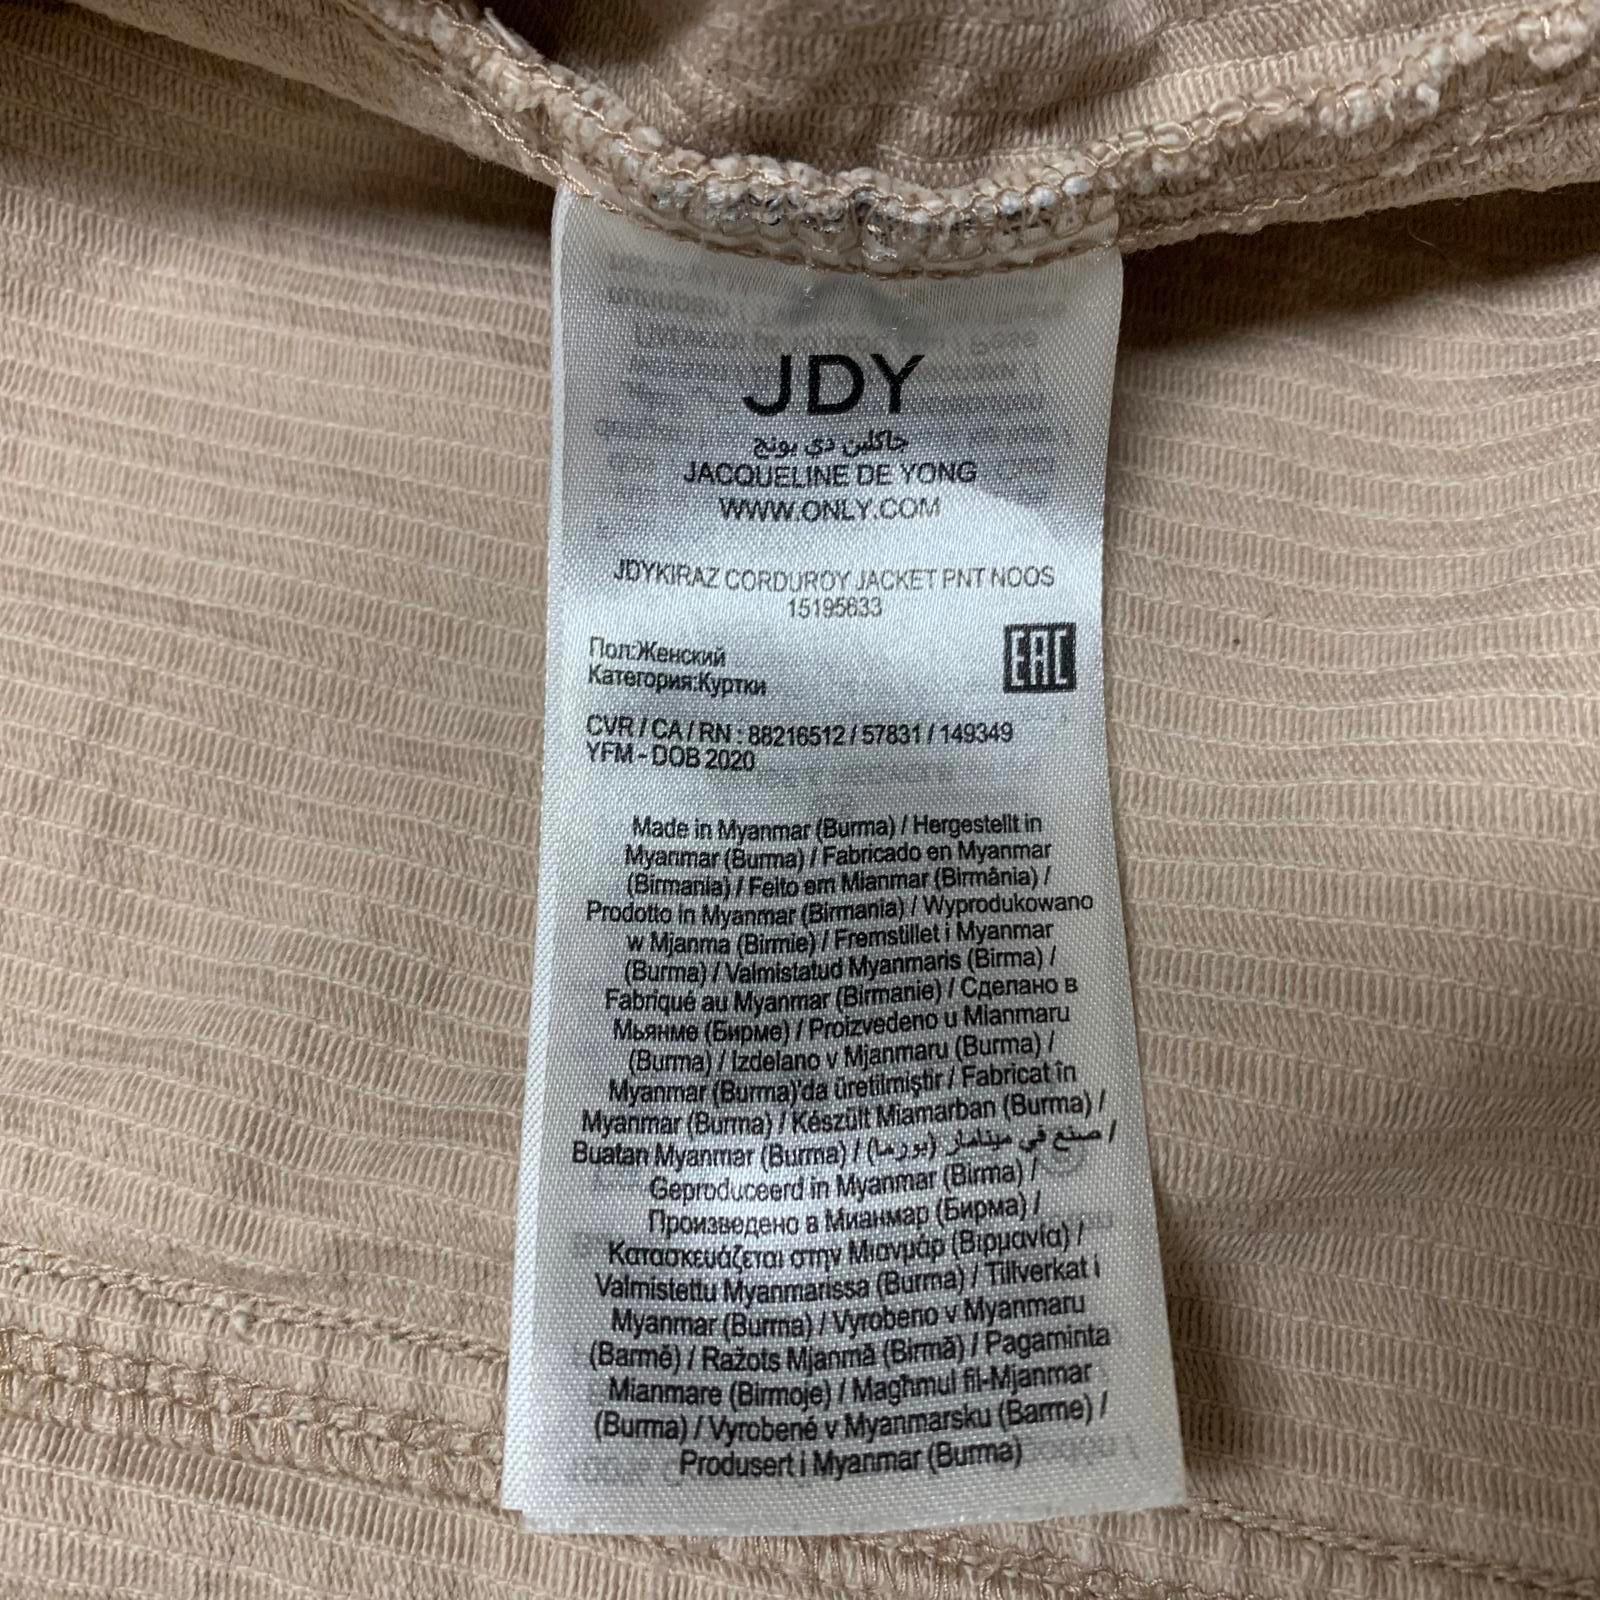 JDY
جاكلين دي يونج
JACQUELINE DE YONG
WWW.ONLY.COM
JDYKIRAZ CORDUROY JACKET PNT NOOS
15195633
Пол:Женский
Категория:Куртки
EAC
CVR / CA / RN : 88216512 / 57831 / 149349
YFM - DOB 2020
Made in Myanmar (Burma) / Hergestellt in
Myanmar (Burma) / Fabricado en Myanmar
(Birmania) / Feito em Mianmar (Birmânia) /
Prodotto in Myanmar (Birmania) / Wyprodukowano
w Mjanma (Birmie) / Fremstillet i Myanmar
(Burma) / Valmistatud Myanmaris (Birma) /
Fabriqué au Myanmar (Birmanie) / Сделано в
Мьянме (Бирме) / Proizvedeno u Mianmaru
(Burma) / Izdelano v Mjanmaru (Burma) /
Myanmar (Burma)'da üretilmiştir / Fabricat în
Myanmar (Burma) / Készült Miamarban (Burma) /
Buatan Myanmar (Burma) / صنع في ميتامار (بورما) /
Geproduceerd in Myanmar (Birma) /
Произведено в Мианмар (Бирма) /
Κατασκευάζεται στην Μιανμάρ (Βιρμανία) /
Valmistettu Myanmarissa (Burma) / Tillverkat i
Myanmar (Burma) / Vyrobeno v Myanmaru
(Barmě) / Ražots Mjanmā (Birmā) / Pagaminta
Mianmare (Birmoje) / Magħmul fil-Mjanmar
(Burma) / Vyrobené v Myanmarsku (Barme) /
Produsert i Myanmar (Burma)